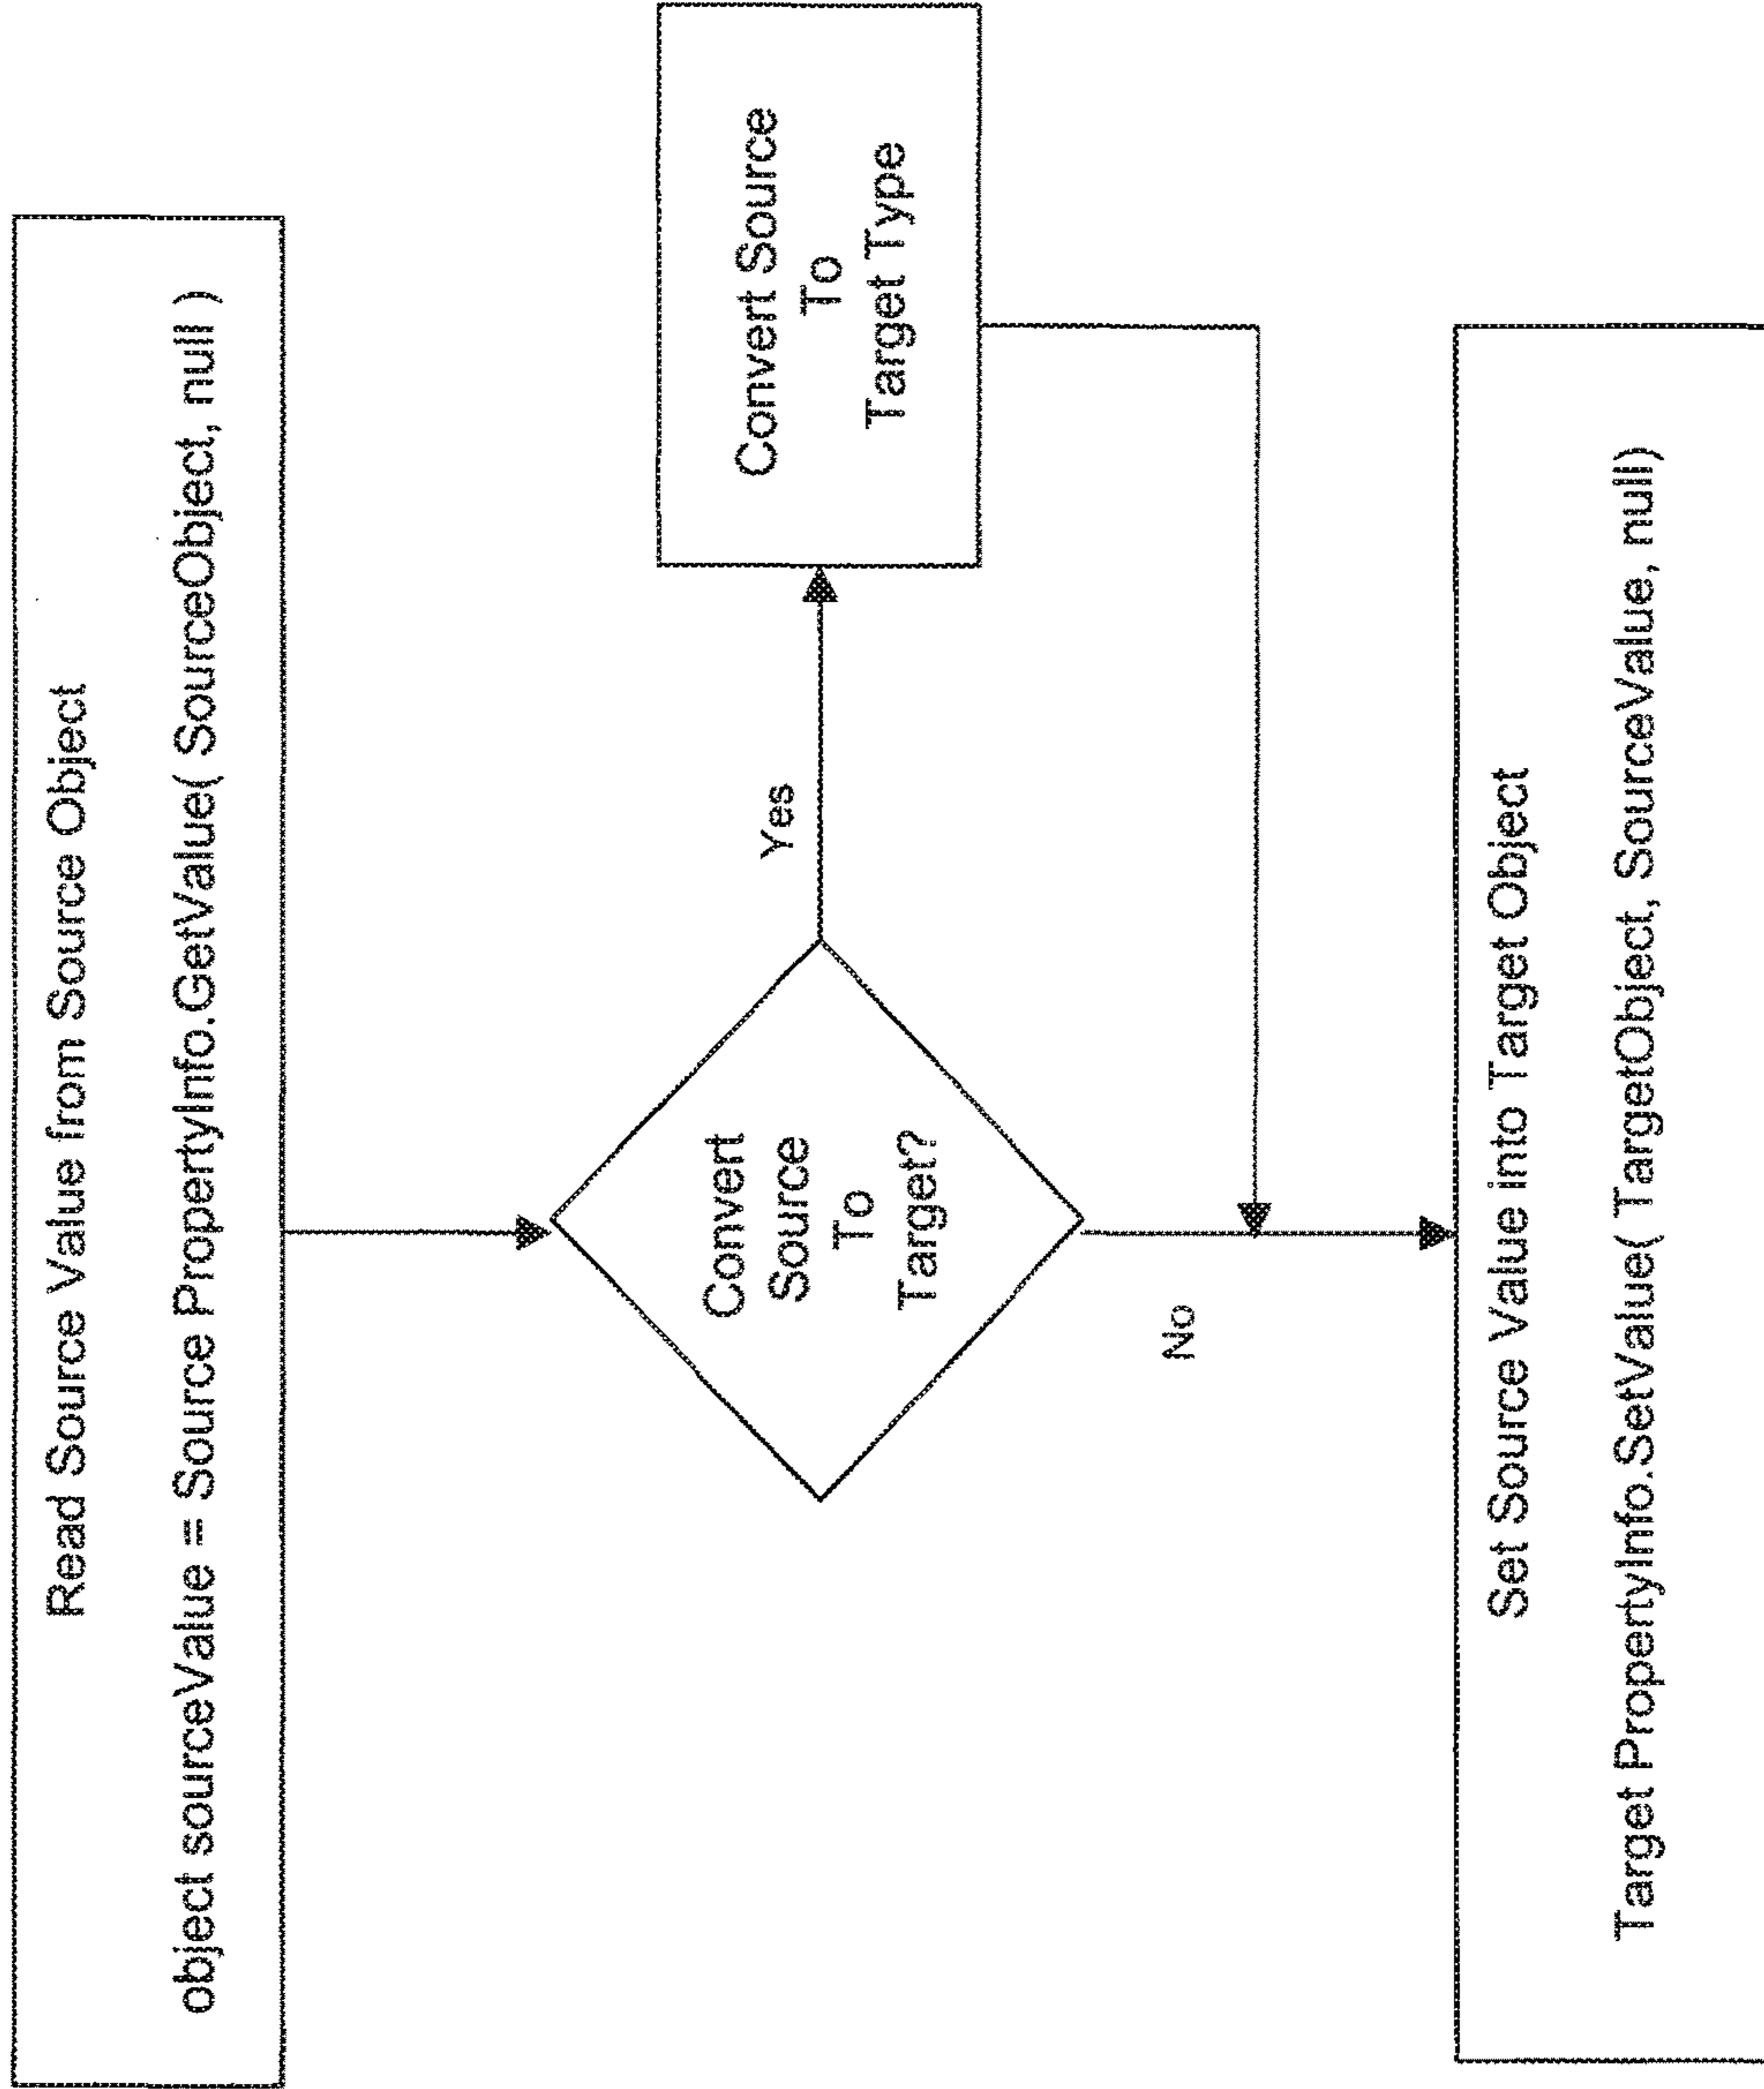 Read Source Value from Source Object
object sourceValue = Source PropertyInfo.GetValue( SourceObject, null )
Convert
Source
To
Target?
Yes
Convert Source
To
Target Type
No
Set Source Value into Target Object
Target PropertyInfo.SetValue( TargetObject, SourceValue, null)